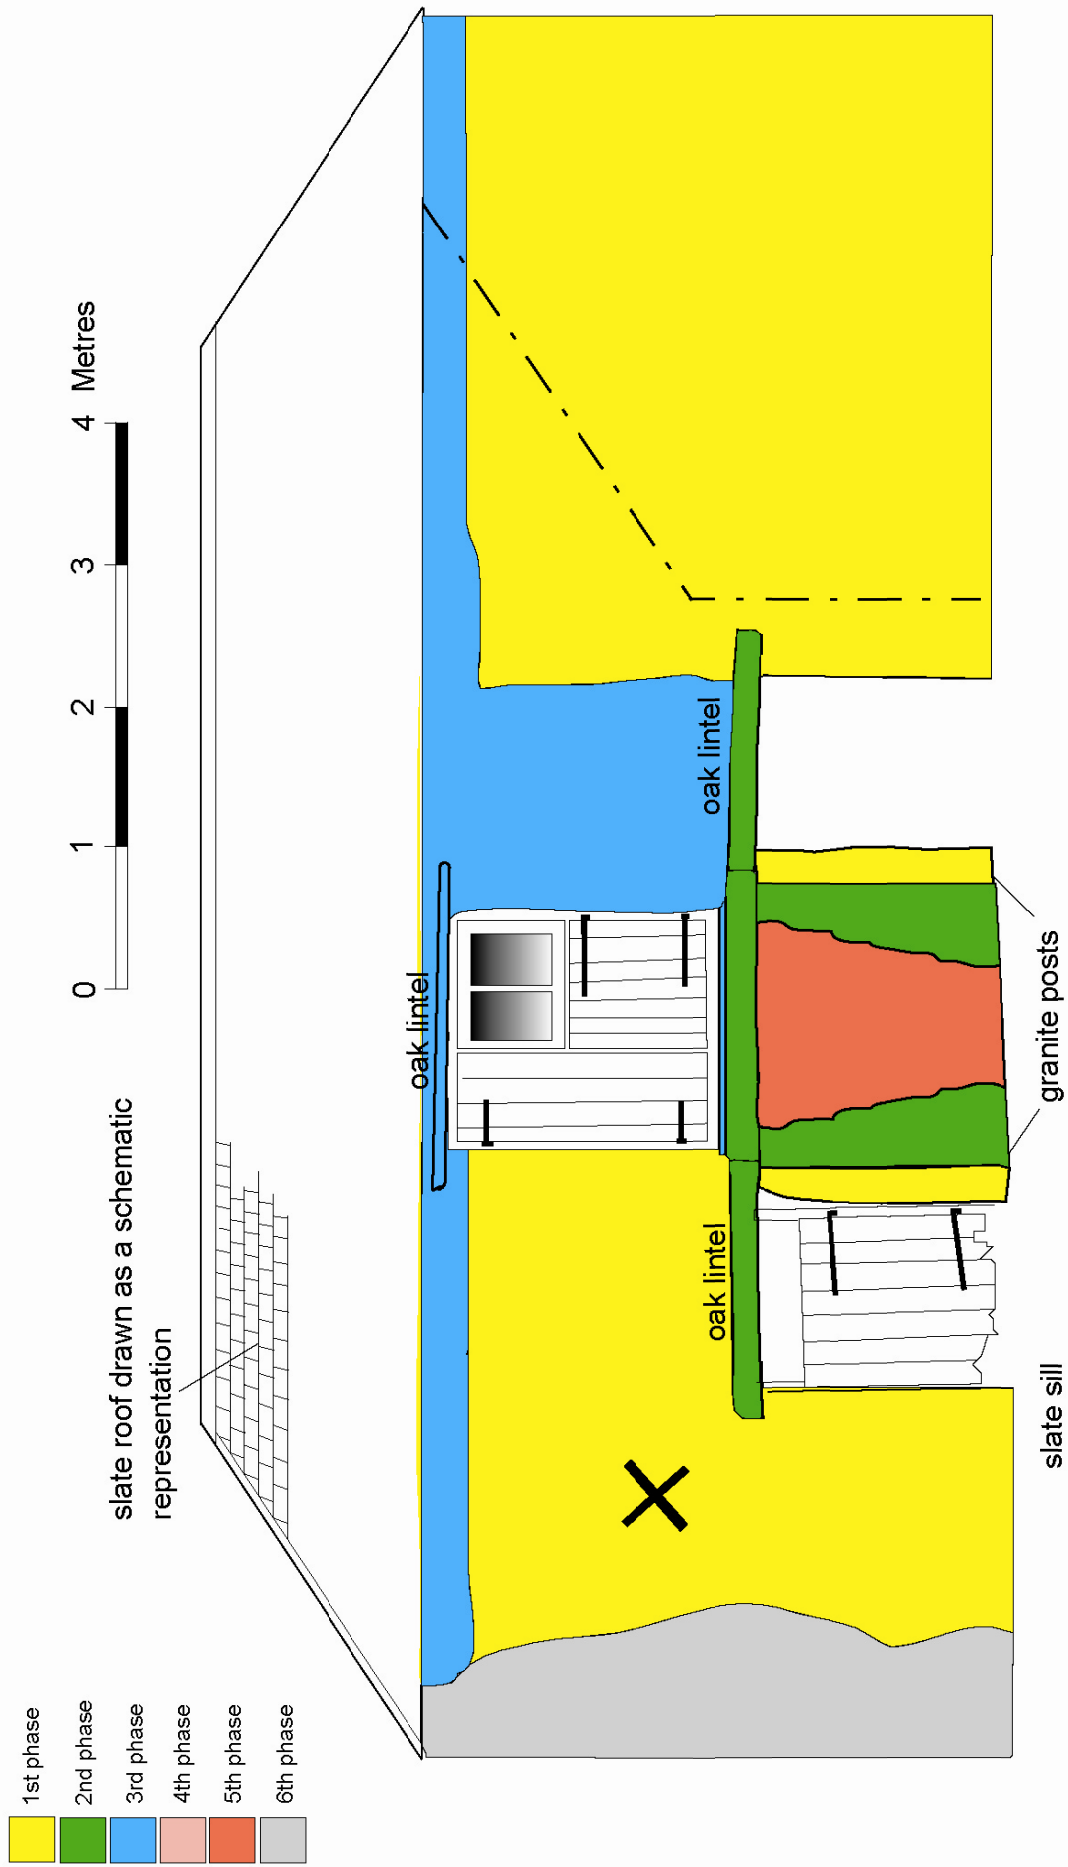 1st phase
2nd phase
3rd phase
4th phase
5th phase
6th phase
slate roof drawn as a schematic
representation
0 1 2 3 4 Metres
oak lintel
oak lintel
oak lintel
slate sill
granite posts